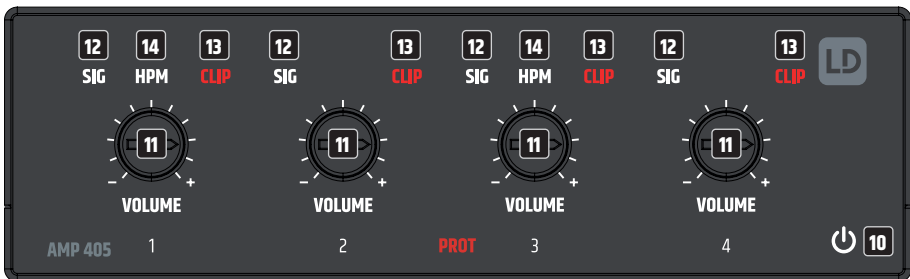 12 14 13 12 13 12 14 13 12 13
SIG HPM CLIP SIG CLIP SIG HPM CLIP SIG CLIP LD
11 11 11 11
- + - + - + - +
VOLUME VOLUME VOLUME VOLUME
AMP 405 1 2 PROT 3 4 10